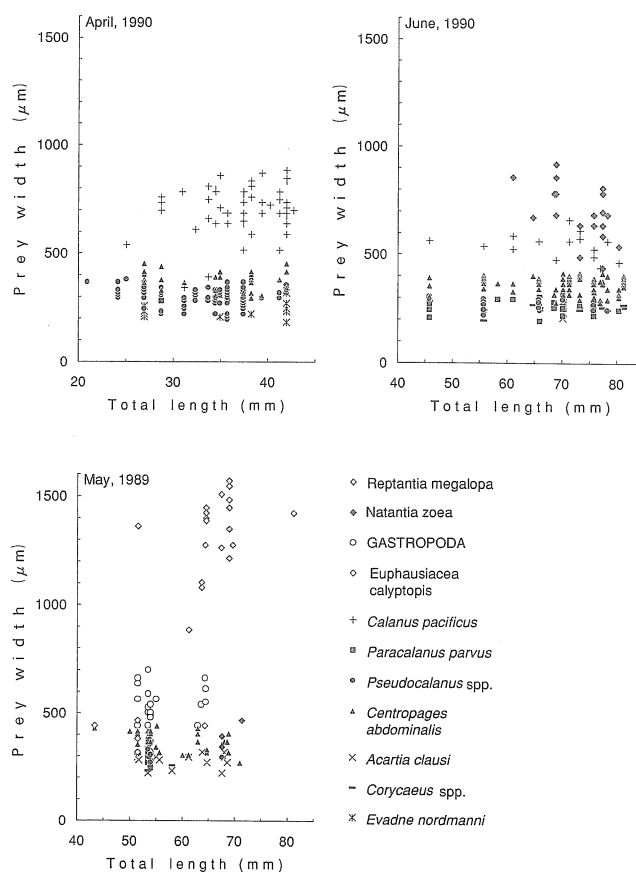 April, 1990
1500
1000
500
0
Prey width (μm)
20
30
40
Total length (mm)
June, 1990
1500
1000
500
0
Prey width (μm)
40
50
60
70
80
Total length (mm)
May, 1989
1500
1000
500
0
Prey width (μm)
40
50
60
70
80
Total length (mm)
Reptantia megalopa
Natantia zoea
GASTROPODA
Euphausiacea
calyptopis
Calanus pacificus
Paracalanus parvus
Pseudocalanus spp.
Centropages
abdominalis
Acartia clausi
Corycaeus spp.
Evadne nordmanni